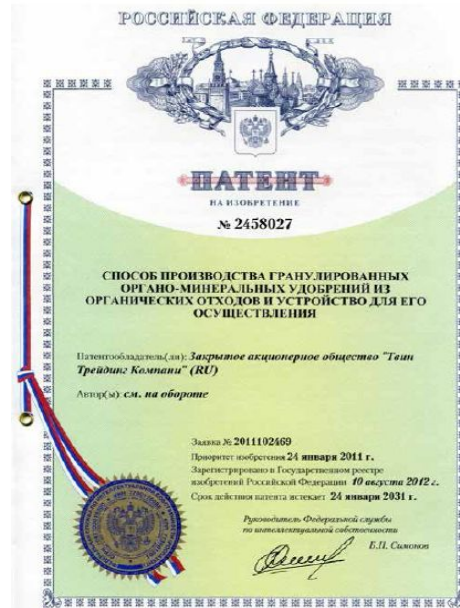 РОССИЙСКАЯ ФЕДЕРАЦИЯ
ПАТЕНТ
НА ИЗОБРЕТЕНИЕ
№ 2458027
СПОСОБ ПРОИЗВОДСТВА ГРАНУЛИРОВАННЫХ
ОРГАНО-МИНЕРАЛЬНЫХ УДОБРЕНИЙ ИЗ
ОРГАНИЧЕСКИХ ОТХОДОВ И УСТРОЙСТВО ДЛЯ ЕГО
ОСУЩЕСТВЛЕНИЯ
Патентообладатель(ли): Закрытое акционерное общество "Твин
Трейдинг Компани" (RU)
Автор(ы): см. на обороте
Заявка № 2011102469
Приоритет изобретения 24 января 2011 г.
Зарегистрировано в Государственном реестре
изобретений Российской Федерации 10 августа 2012 г.
Срок действия патента истекает 24 января 2031 г.
Руководитель Федеральной службы
по интеллектуальной собственности
Б.П. Симонов